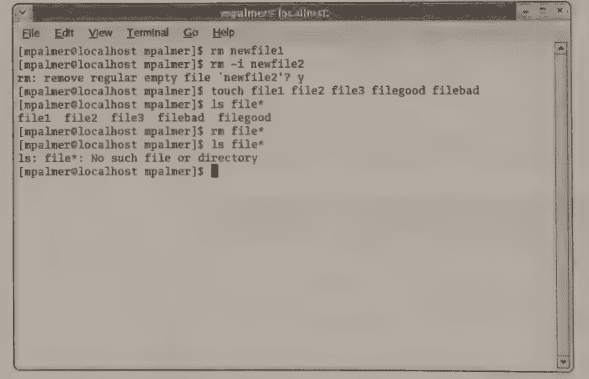 mpalmer@localhost:
File Edit View Terminal Go Help
[mpalmer@localhost mpalmer]$ rm newfile1
[mpalmer@localhost mpalmer]$ rm -i newfile2
rm: remove regular empty file `newfile2'? y
[mpalmer@localhost mpalmer]$ touch file1 file2 file3 filegood filebad
[mpalmer@localhost mpalmer]$ ls file*
file1 file2 file3 filebad filegood
[mpalmer@localhost mpalmer]$ rm file*
[mpalmer@localhost mpalmer]$ ls file*
ls: file*: No such file or directory
[mpalmer@localhost mpalmer]$